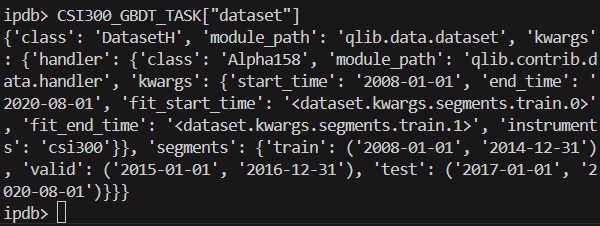 ipdb> CSI300_GBDT_TASK["dataset"]
{'class': 'DatasetH', 'module_path': 'qlib.data.dataset', 'kwargs'
: {'handler': {'class': 'Alpha158', 'module_path': 'qlib.contrib.d
ata.handler', 'kwargs': {'start_time': '2008-01-01', 'end_time': '
2020-08-01', 'fit_start_time': '<dataset.kwargs.segments.train.0>'
, 'fit_end_time': '<dataset.kwargs.segments.train.1>', 'instrument
s': 'csi300'}}, 'segments': {'train': ('2008-01-01', '2014-12-31')
, 'valid': ('2015-01-01', '2016-12-31'), 'test': ('2017-01-01', '2
020-08-01')}}}
ipdb>